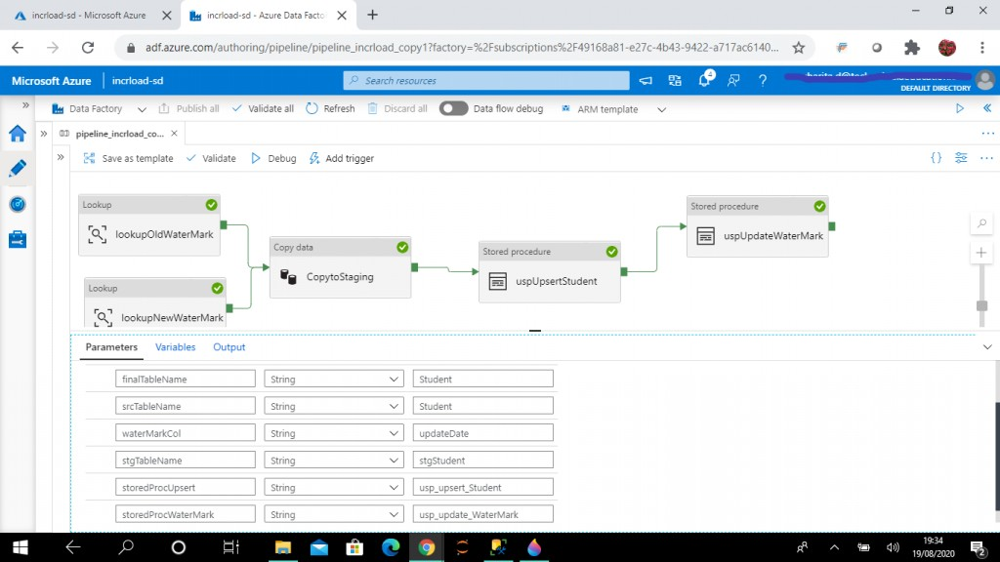 incrload-sd - Microsoft Azure
incrload-sd - Azure Data Facto
adf.azure.com/authoring/pipeline/pipeline_incrload_copy1?factory=%2Fsubscriptions%2F49168a81-e27c-4b43-9422-a717ac6140...
Microsoft Azure
incrload-sd
Search resources
4
DEFAULT DIRECTORY
Data Factory
Publish all
Validate all
Refresh
Discard all
Data flow debug
ARM template
pipeline_incrload_co...
Save as template
Validate
Debug
Add trigger
Lookup
lookupOldWaterMark
Copy data
CopytoStaging
Stored procedure
uspUpsertStudent
Stored procedure
uspUpdateWaterMark
Lookup
lookupNewWaterMark
Parameters
Variables
Output
finalTableName String Student
srcTableName String Student
waterMarkCol String updateDate
stgTableName String stgStudent
storedProcUpsert String usp_upsert_Student
storedProcWaterMark String usp_update_WaterMark
19:34
19/08/2020
2